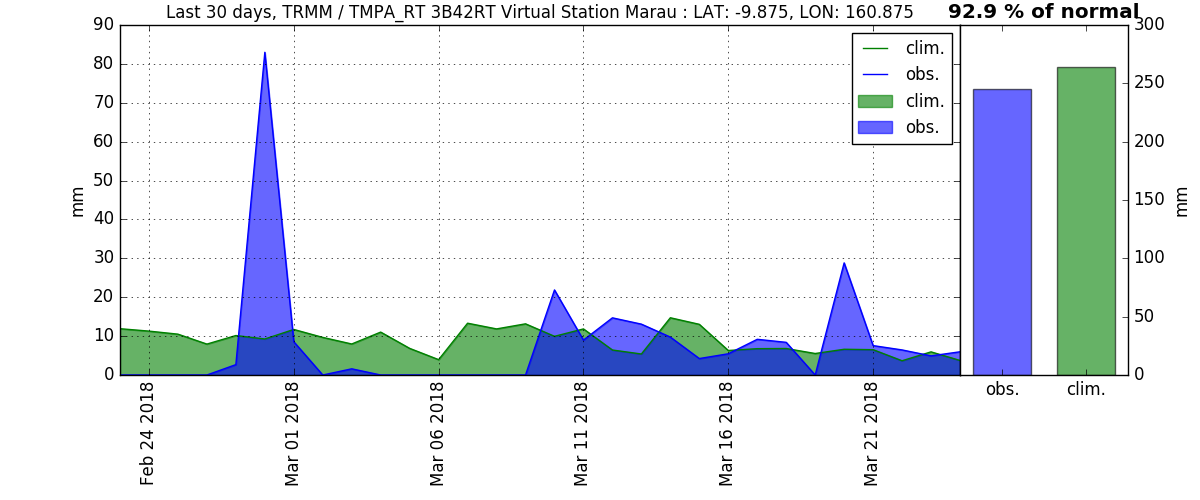 Last 30 days, TRMM / TMPA_RT 3B42RT Virtual Station Marau : LAT: -9.875, LON: 160.875
92.9 % of normal
90
80
70
60
50
40
30
20
10
0
mm
clim.
obs.
clim.
obs.
300
250
200
150
100
50
0
mm
obs.
clim.
Feb 24 2018
Mar 01 2018
Mar 06 2018
Mar 11 2018
Mar 16 2018
Mar 21 2018